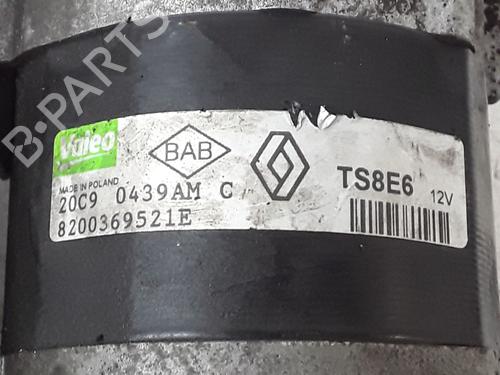 B-PARTS
Valeo
BAB
MADE IN POLAND
TS8E6
12V
20C9 0439AM C
8200369521E